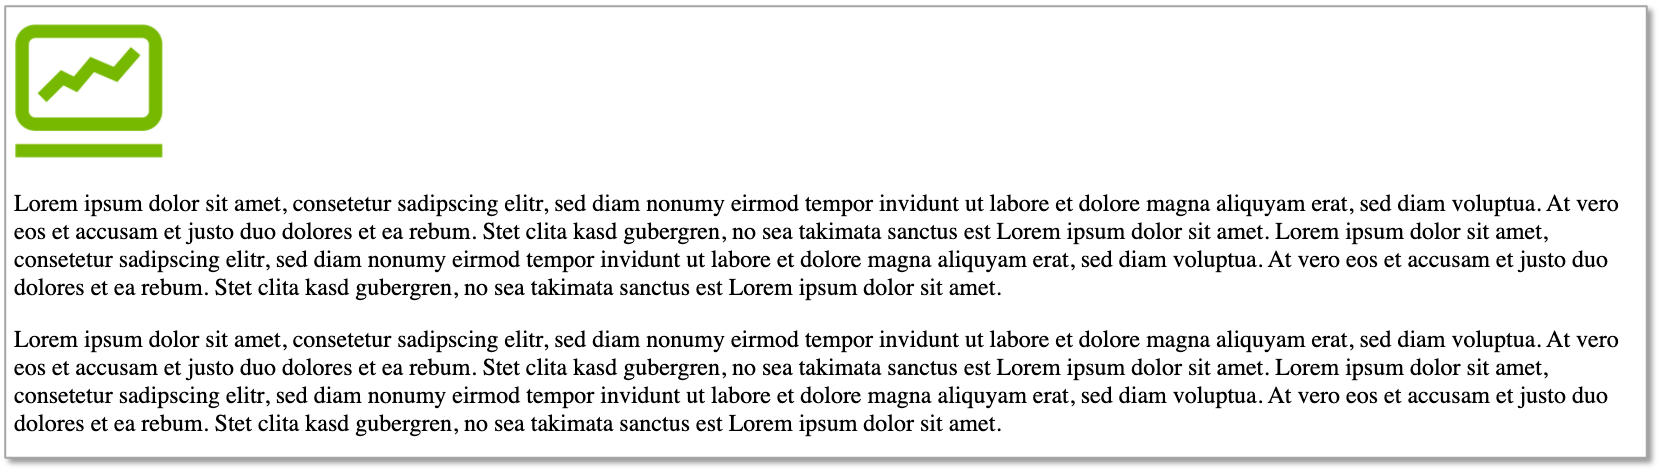 Lorem ipsum dolor sit amet, consetetur sadipscing elitr, sed diam nonumy eirmod tempor invidunt ut labore et dolore magna aliquyam erat, sed diam voluptua. At vero
eos et accusam et justo duo dolores et ea rebum. Stet clita kasd gubergren, no sea takimata sanctus est Lorem ipsum dolor sit amet. Lorem ipsum dolor sit amet,
consetetur sadipscing elitr, sed diam nonumy eirmod tempor invidunt ut labore et dolore magna aliquyam erat, sed diam voluptua. At vero eos et accusam et justo duo
dolores et ea rebum. Stet clita kasd gubergren, no sea takimata sanctus est Lorem ipsum dolor sit amet.
Lorem ipsum dolor sit amet, consetetur sadipscing elitr, sed diam nonumy eirmod tempor invidunt ut labore et dolore magna aliquyam erat, sed diam voluptua. At vero
eos et accusam et justo duo dolores et ea rebum. Stet clita kasd gubergren, no sea takimata sanctus est Lorem ipsum dolor sit amet. Lorem ipsum dolor sit amet,
consetetur sadipscing elitr, sed diam nonumy eirmod tempor invidunt ut labore et dolore magna aliquyam erat, sed diam voluptua. At vero eos et accusam et justo duo
dolores et ea rebum. Stet clita kasd gubergren, no sea takimata sanctus est Lorem ipsum dolor sit amet.